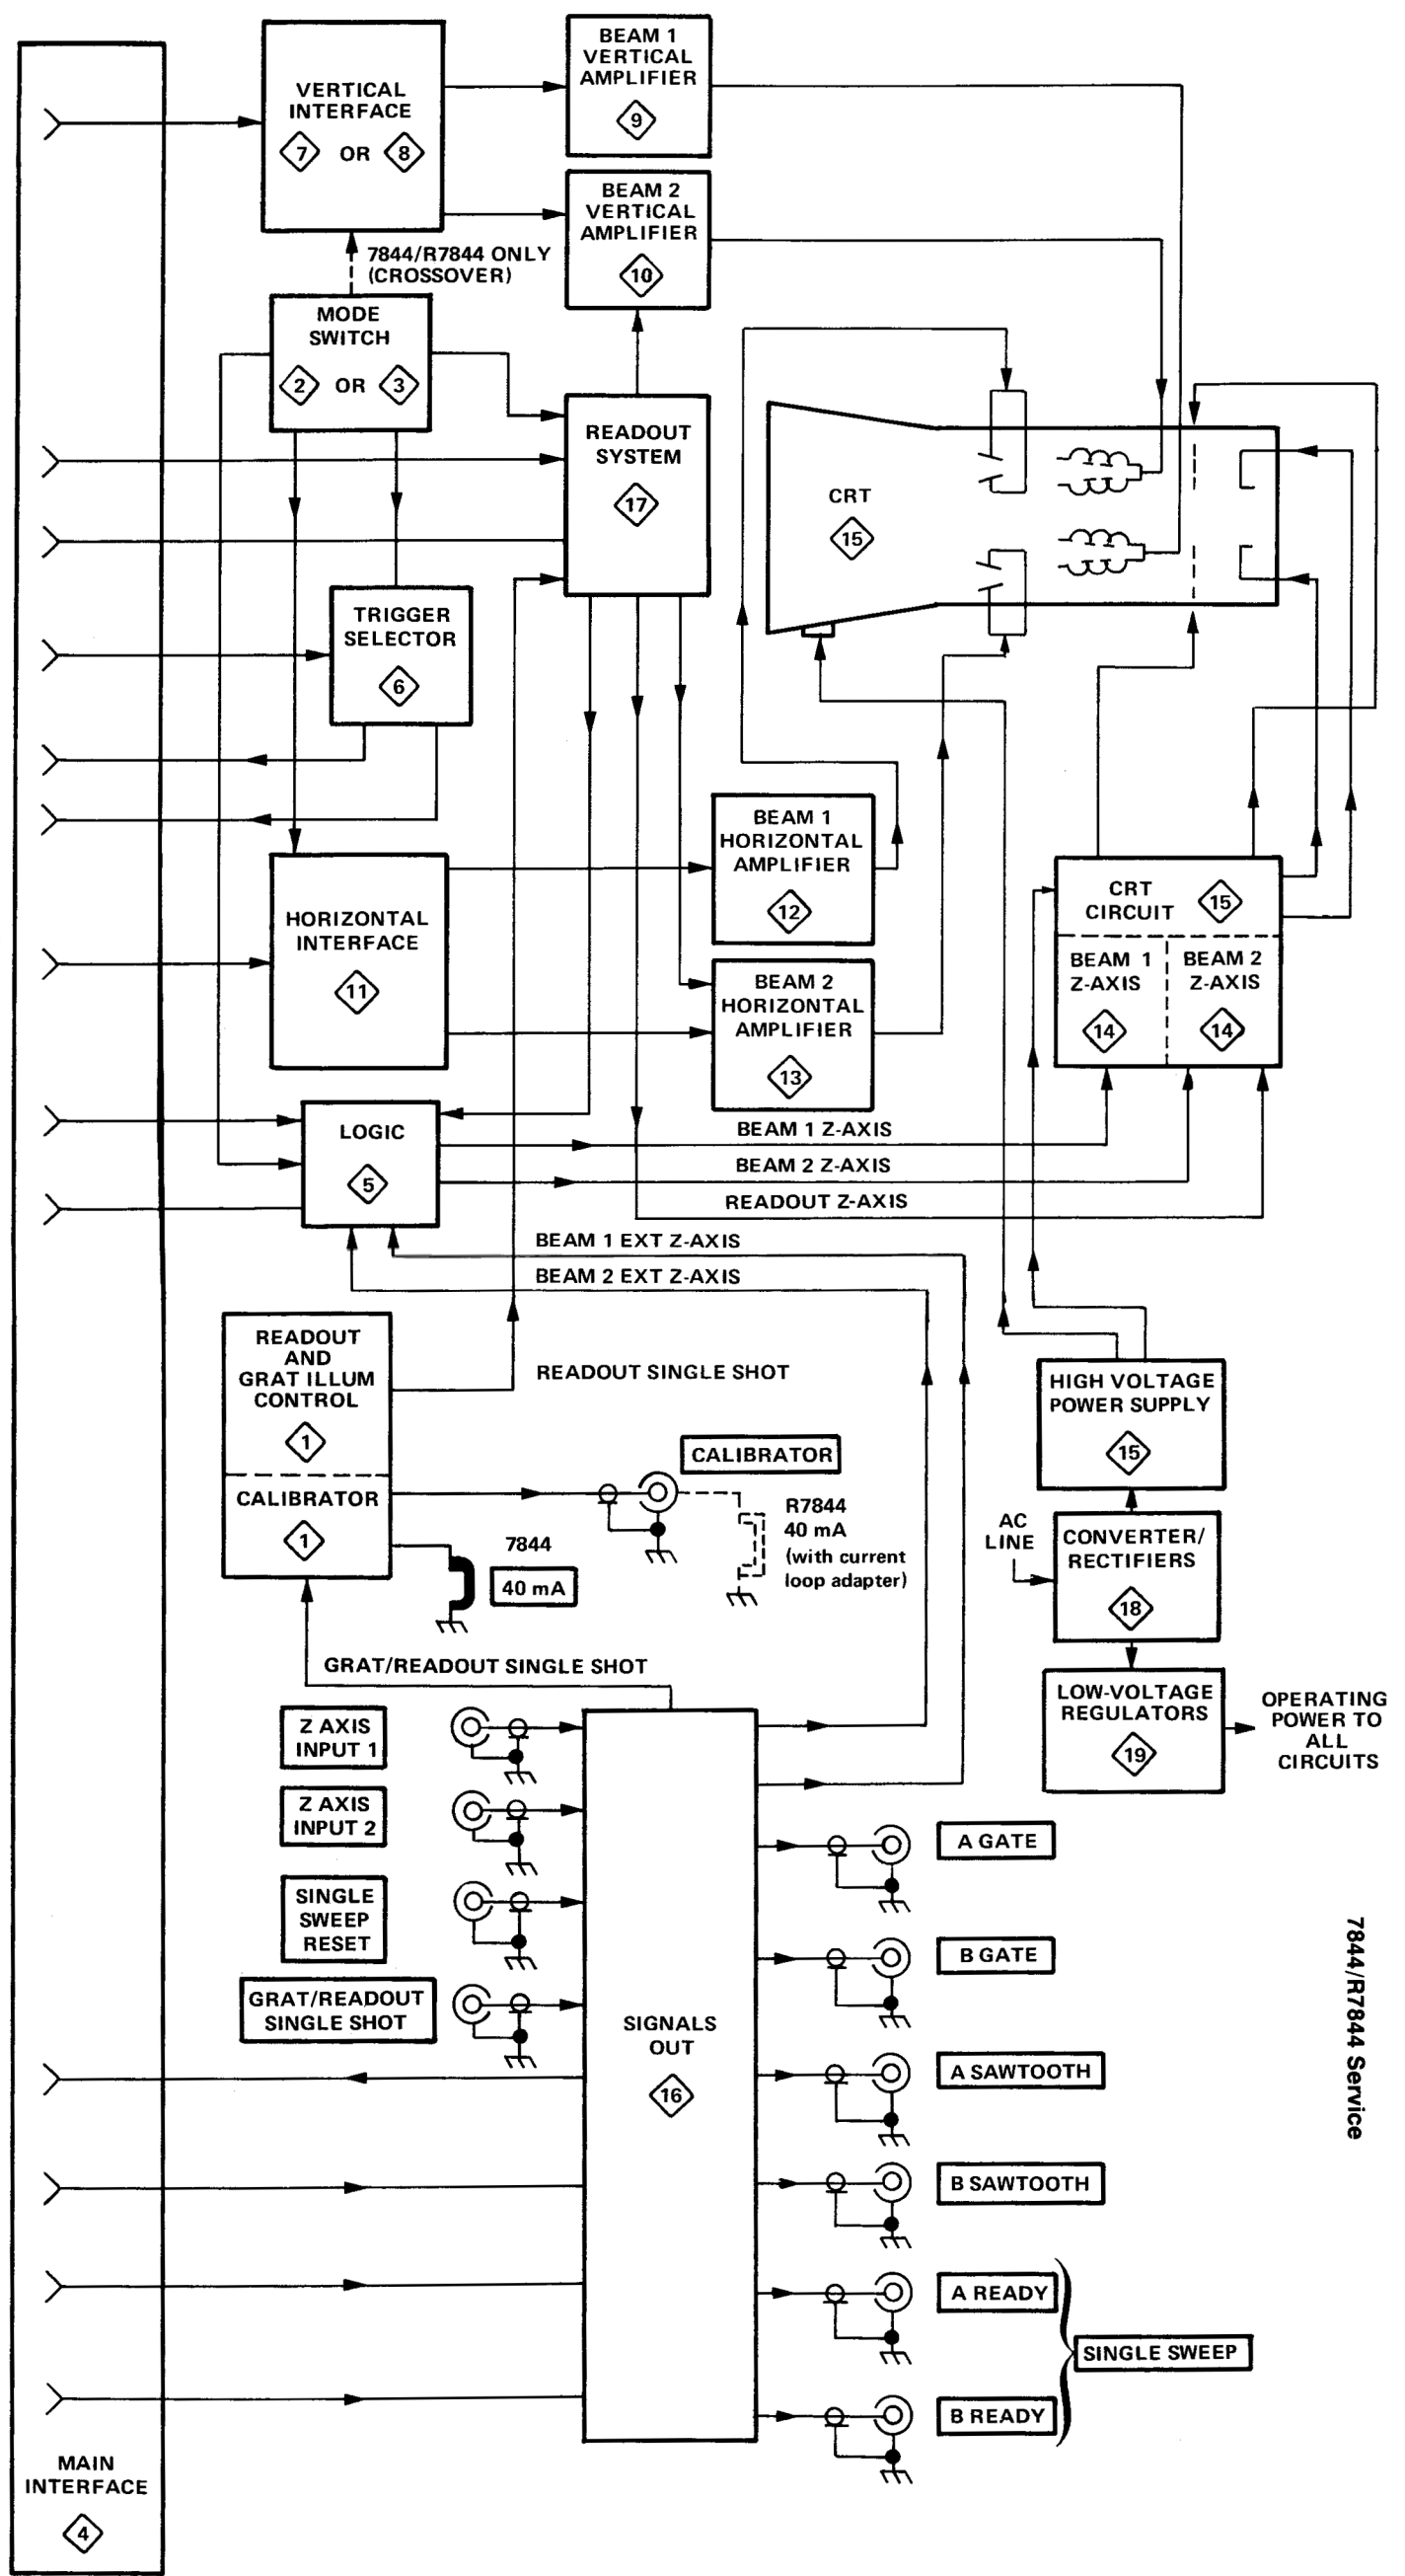 BEAM 1
VERTICAL
AMPLIFIER
9
VERTICAL
INTERFACE
7 OR 8
BEAM 2
VERTICAL
AMPLIFIER
10
7844/R7844 ONLY
(CROSSOVER)
MODE
SWITCH
2 OR 3
READOUT
SYSTEM
17
CRT
15
TRIGGER
SELECTOR
6
BEAM 1
HORIZONTAL
AMPLIFIER
12
HORIZONTAL
INTERFACE
11
BEAM 2
HORIZONTAL
AMPLIFIER
13
CRT
CIRCUIT
15
BEAM 1
Z-AXIS
14
BEAM 2
Z-AXIS
14
LOGIC
5
BEAM 1 Z-AXIS
BEAM 2 Z-AXIS
READOUT Z-AXIS
BEAM 1 EXT Z-AXIS
BEAM 2 EXT Z-AXIS
READOUT
AND
GRAT ILLUM
CONTROL
1
CALIBRATOR
1
READOUT SINGLE SHOT
CALIBRATOR
R7844
40 mA
(with current
loop adapter)
7844
40 mA
HIGH VOLTAGE
POWER SUPPLY
15
AC
LINE
CONVERTER/
RECTIFIERS
18
LOW-VOLTAGE
REGULATORS
19
OPERATING
POWER TO
ALL
CIRCUITS
GRAT/READOUT SINGLE SHOT
Z AXIS
INPUT 1
Z AXIS
INPUT 2
SINGLE
SWEEP
RESET
GRAT/READOUT
SINGLE SHOT
SIGNALS
OUT
16
A GATE
B GATE
A SAWTOOTH
B SAWTOOTH
A READY
B READY
SINGLE SWEEP
7844/R7844 Service
MAIN
INTERFACE
4